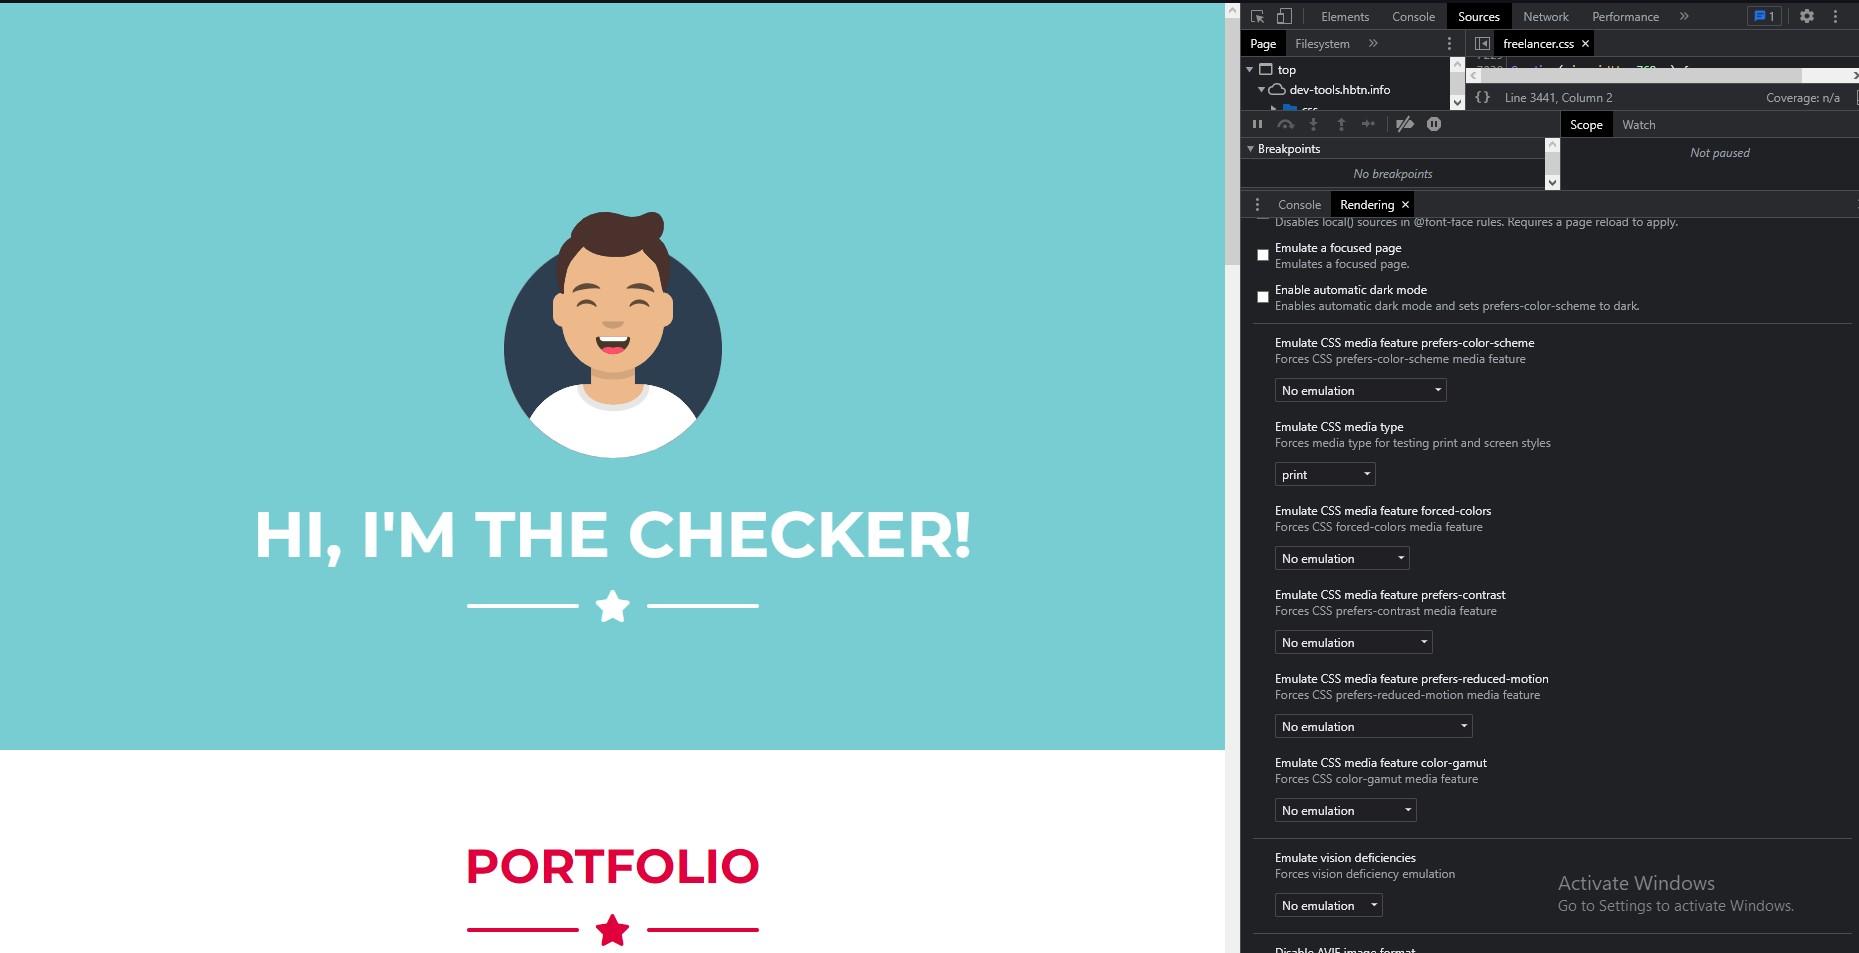 HI, I'M THE CHECKER!
PORTFOLIO
Elements Console Sources Network Performance » 1
Page Filesystem »
freelancer.css ×
top
dev-tools.hbtn.info
css
{} Line 3441, Column 2 Coverage: n/a
Scope Watch
Breakpoints
No breakpoints
Not paused
Console Rendering ×
Disables local() sources in @font-face rules. Requires a page reload to apply.
Emulate a focused page
Emulates a focused page.
Enable automatic dark mode
Enables automatic dark mode and sets prefers-color-scheme to dark.
Emulate CSS media feature prefers-color-scheme
Forces CSS prefers-color-scheme media feature
No emulation
Emulate CSS media type
Forces media type for testing print and screen styles
print
Emulate CSS media feature forced-colors
Forces CSS forced-colors media feature
No emulation
Emulate CSS media feature prefers-contrast
Forces CSS prefers-contrast media feature
No emulation
Emulate CSS media feature prefers-reduced-motion
Forces CSS prefers-reduced-motion media feature
No emulation
Emulate CSS media feature color-gamut
Forces CSS color-gamut media feature
No emulation
Emulate vision deficiencies
Forces vision deficiency emulation
No emulation
Activate Windows
Go to Settings to activate Windows.
Disable AVIF image format